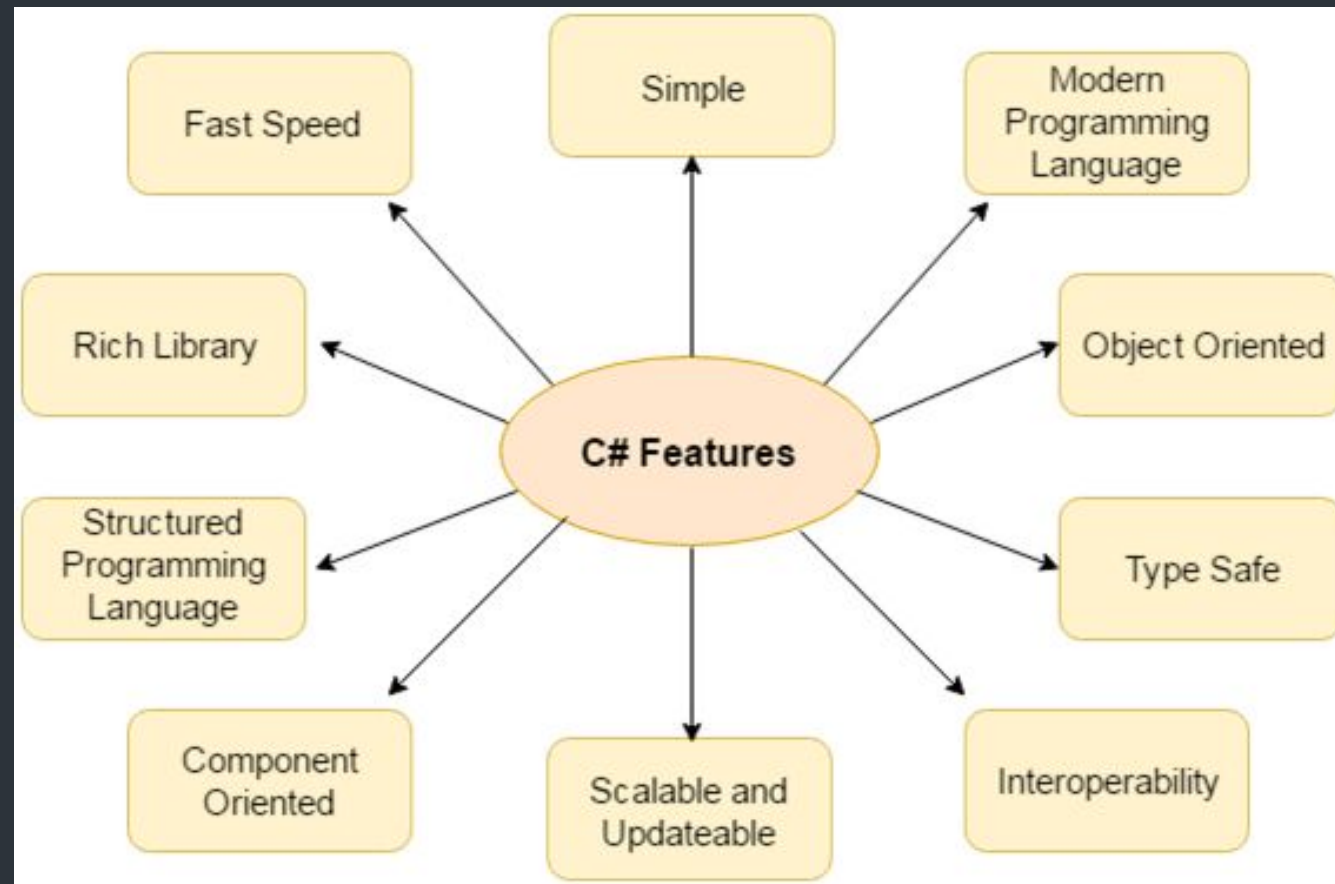 Simple
Fast Speed
Modern
Programming
Language
Rich Library
Object Oriented
C# Features
Structured
Programming
Language
Type Safe
Component
Oriented
Scalable and
Updateable
Interoperability